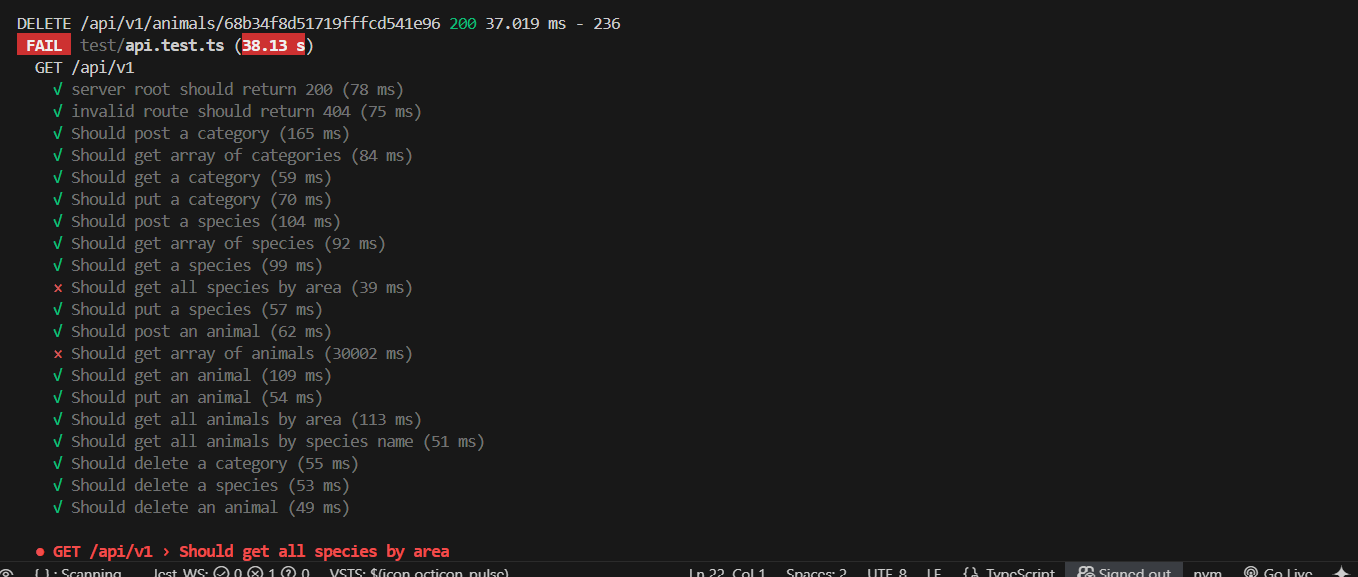 DELETE /api/v1/animals/68b34f8d51719fffcd541e96 200 37.019 ms - 236
FAIL test/api.test.ts (38.13 s)
GET /api/v1
√ server root should return 200 (78 ms)
√ invalid route should return 404 (75 ms)
√ Should post a category (165 ms)
√ Should get array of categories (84 ms)
√ Should get a category (59 ms)
√ Should put a category (70 ms)
√ Should post a species (104 ms)
√ Should get array of species (92 ms)
√ Should get a species (99 ms)
× Should get all species by area (39 ms)
√ Should put a species (57 ms)
√ Should post an animal (62 ms)
× Should get array of animals (30002 ms)
√ Should get an animal (109 ms)
√ Should put an animal (54 ms)
√ Should get all animals by area (113 ms)
√ Should get all animals by species name (51 ms)
√ Should delete a category (55 ms)
√ Should delete a species (53 ms)
√ Should delete an animal (49 ms)
● GET /api/v1 › Should get all species by area
Scanning Jest WS: 0 1 0 VSTS: $(icon octicon pulse) Ln 22, Col 1 Spaces: 2 UTF-8 LF TypeScript Signed out nvm Go Live